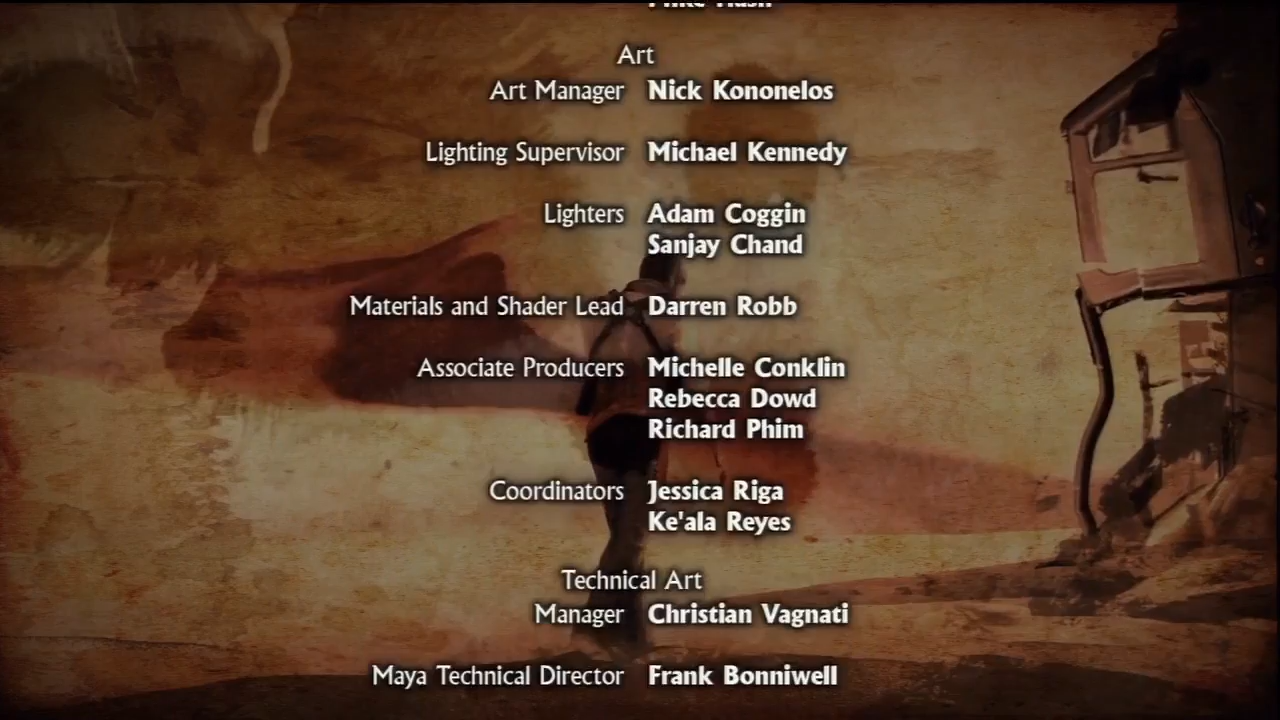 Art
Art Manager Nick Kononelos
Lighting Supervisor Michael Kennedy
Lighters Adam Coggin
Sanjay Chand
Materials and Shader Lead Darren Robb
Associate Producers Michelle Conklin
Rebecca Dowd
Richard Phim
Coordinators Jessica Riga
Ke'ala Reyes
Technical Art
Manager Christian Vagnati
Maya Technical Director Frank Bonniwell